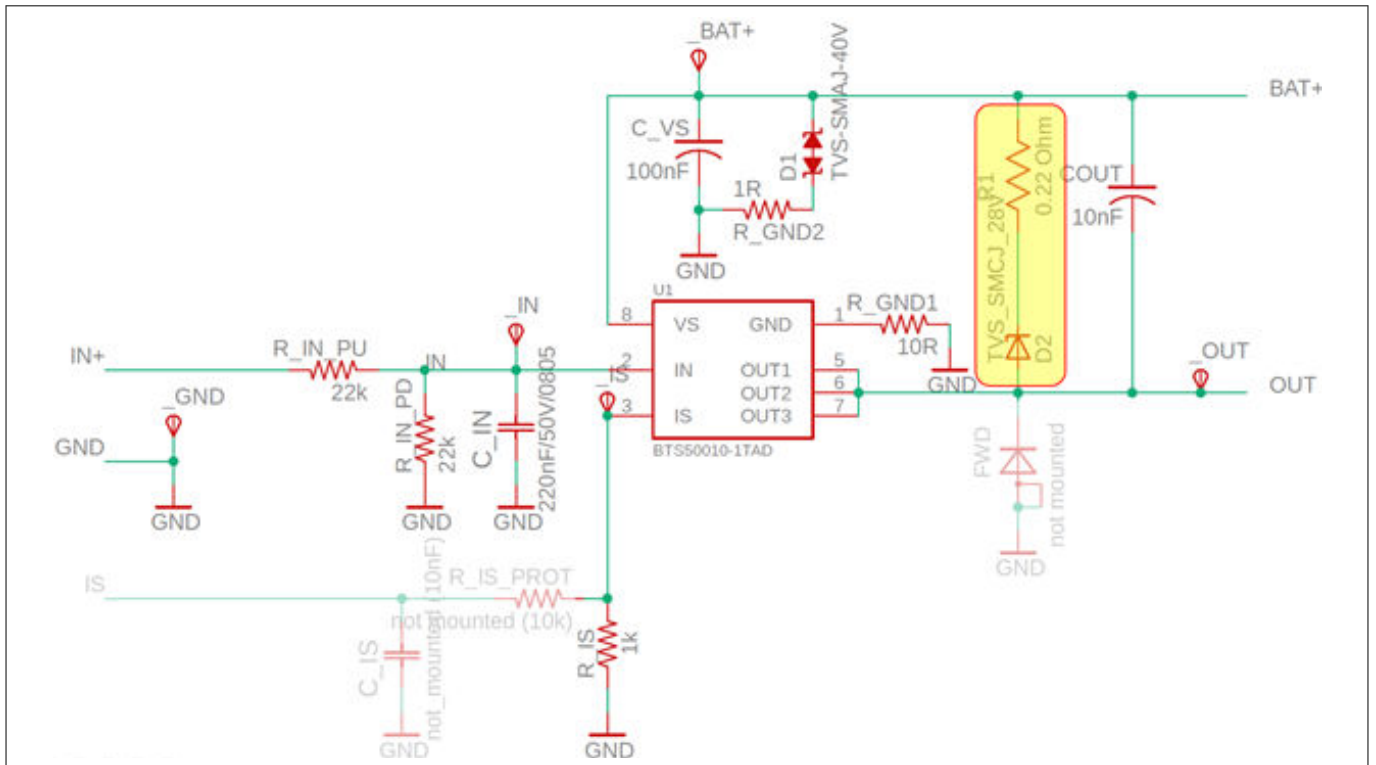 _BAT+
BAT+
C_VS
100nF
D1
TVS-SMAJ-40V
1R
R_GND2
GND
R1
0.22 Ohm
TVS_SMCJ_28V
D2
COUT
10nF
U1
8
VS
GND
1
R_GND1
10R
GND
IN+
R_IN_PU
22k
IN
_IN
2
IN
OUT1
5
OUT2
6
_OUT
OUT
_IS
3
IS
OUT3
7
BTS50010-1TAD
_GND
GND
GND
R_IN_PD
22k
GND
C_IN
220nF/50V/0805
GND
FWD
not mounted
GND
IS
R_IS_PROT
not mounted (10k)
C_IS
not_mounted (10nF)
GND
R_IS
1k
GND